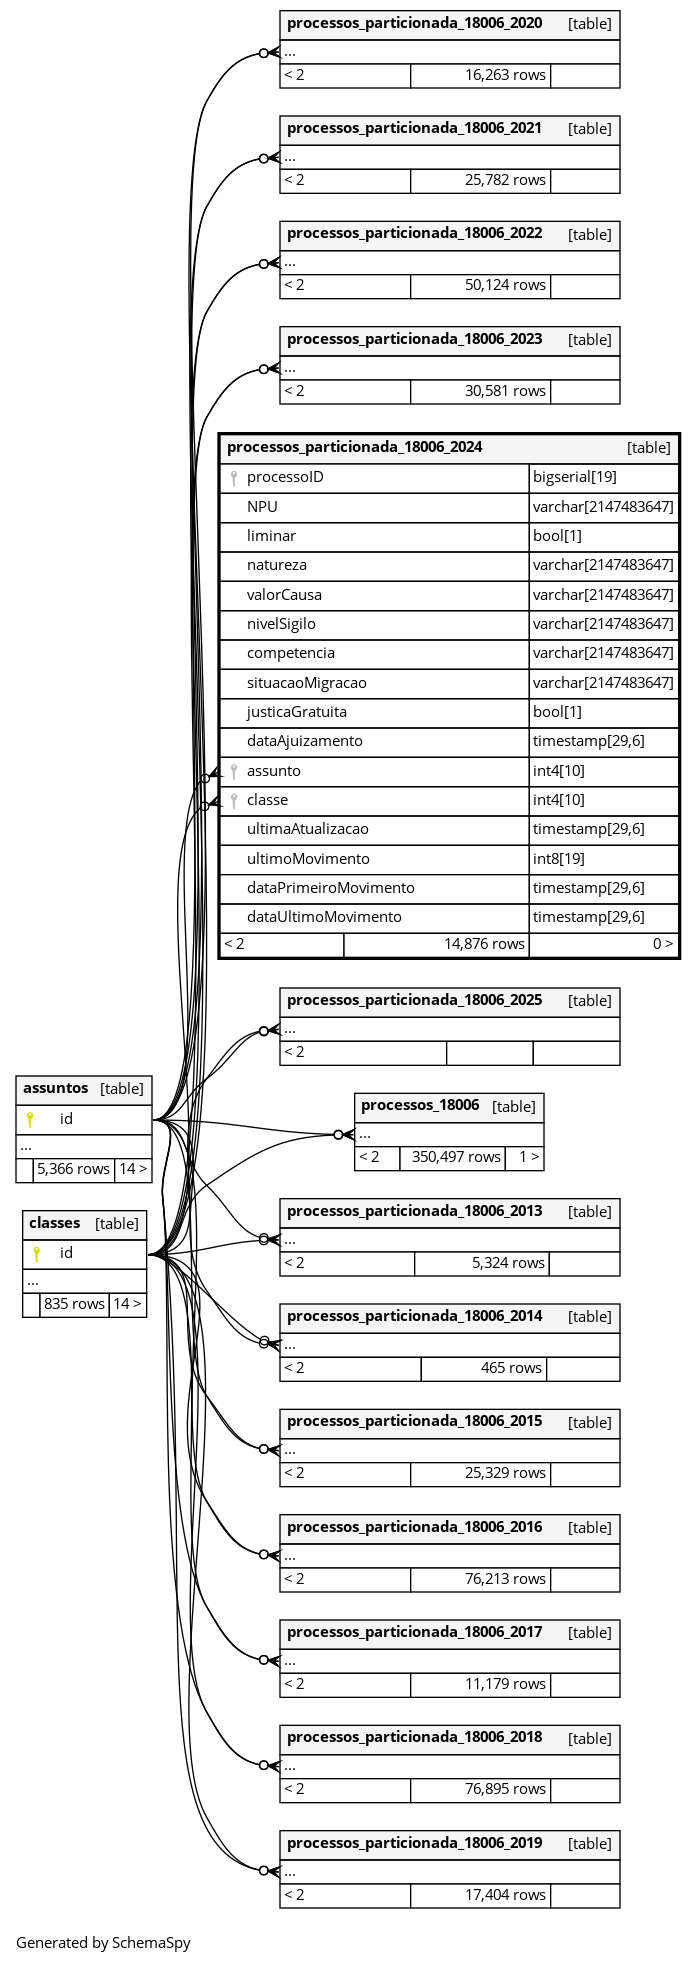 processos_particionada_18006_2020 [table]
...
< 2 16,263 rows
processos_particionada_18006_2021 [table]
...
< 2 25,782 rows
processos_particionada_18006_2022 [table]
...
< 2 50,124 rows
processos_particionada_18006_2023 [table]
...
< 2 30,581 rows
processos_particionada_18006_2024 [table]
processoID bigserial[19]
NPU varchar[2147483647]
liminar bool[1]
natureza varchar[2147483647]
valorCausa varchar[2147483647]
nivelSigilo varchar[2147483647]
competencia varchar[2147483647]
situacaoMigracao varchar[2147483647]
justicaGratuita bool[1]
dataAjuizamento timestamp[29,6]
assunto int4[10]
classe int4[10]
ultimaAtualizacao timestamp[29,6]
ultimoMovimento int8[19]
dataPrimeiroMovimento timestamp[29,6]
dataUltimoMovimento timestamp[29,6]
< 2 14,876 rows 0 >
processos_particionada_18006_2025 [table]
...
< 2
assuntos [table]
id
...
5,366 rows 14 >
processos_18006 [table]
...
< 2 350,497 rows 1 >
classes [table]
id
...
835 rows 14 >
processos_particionada_18006_2013 [table]
...
< 2 5,324 rows
processos_particionada_18006_2014 [table]
...
< 2 465 rows
processos_particionada_18006_2015 [table]
...
< 2 25,329 rows
processos_particionada_18006_2016 [table]
...
< 2 76,213 rows
processos_particionada_18006_2017 [table]
...
< 2 11,179 rows
processos_particionada_18006_2018 [table]
...
< 2 76,895 rows
processos_particionada_18006_2019 [table]
...
< 2 17,404 rows
Generated by SchemaSpy